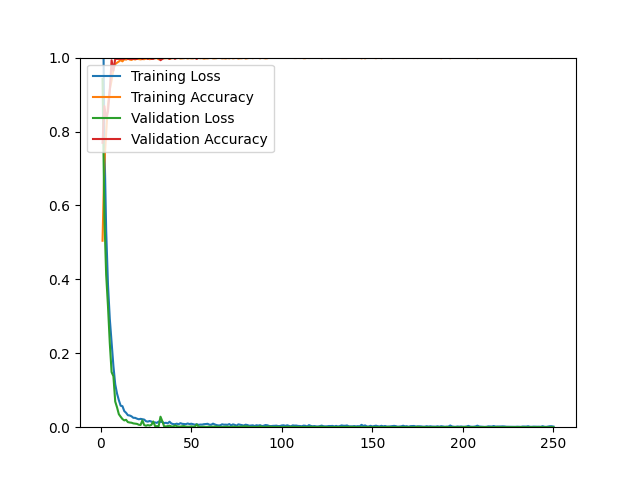 1.0
0.8
0.6
0.4
0.2
0.0
Training Loss
Training Accuracy
Validation Loss
Validation Accuracy
0 50 100 150 200 250